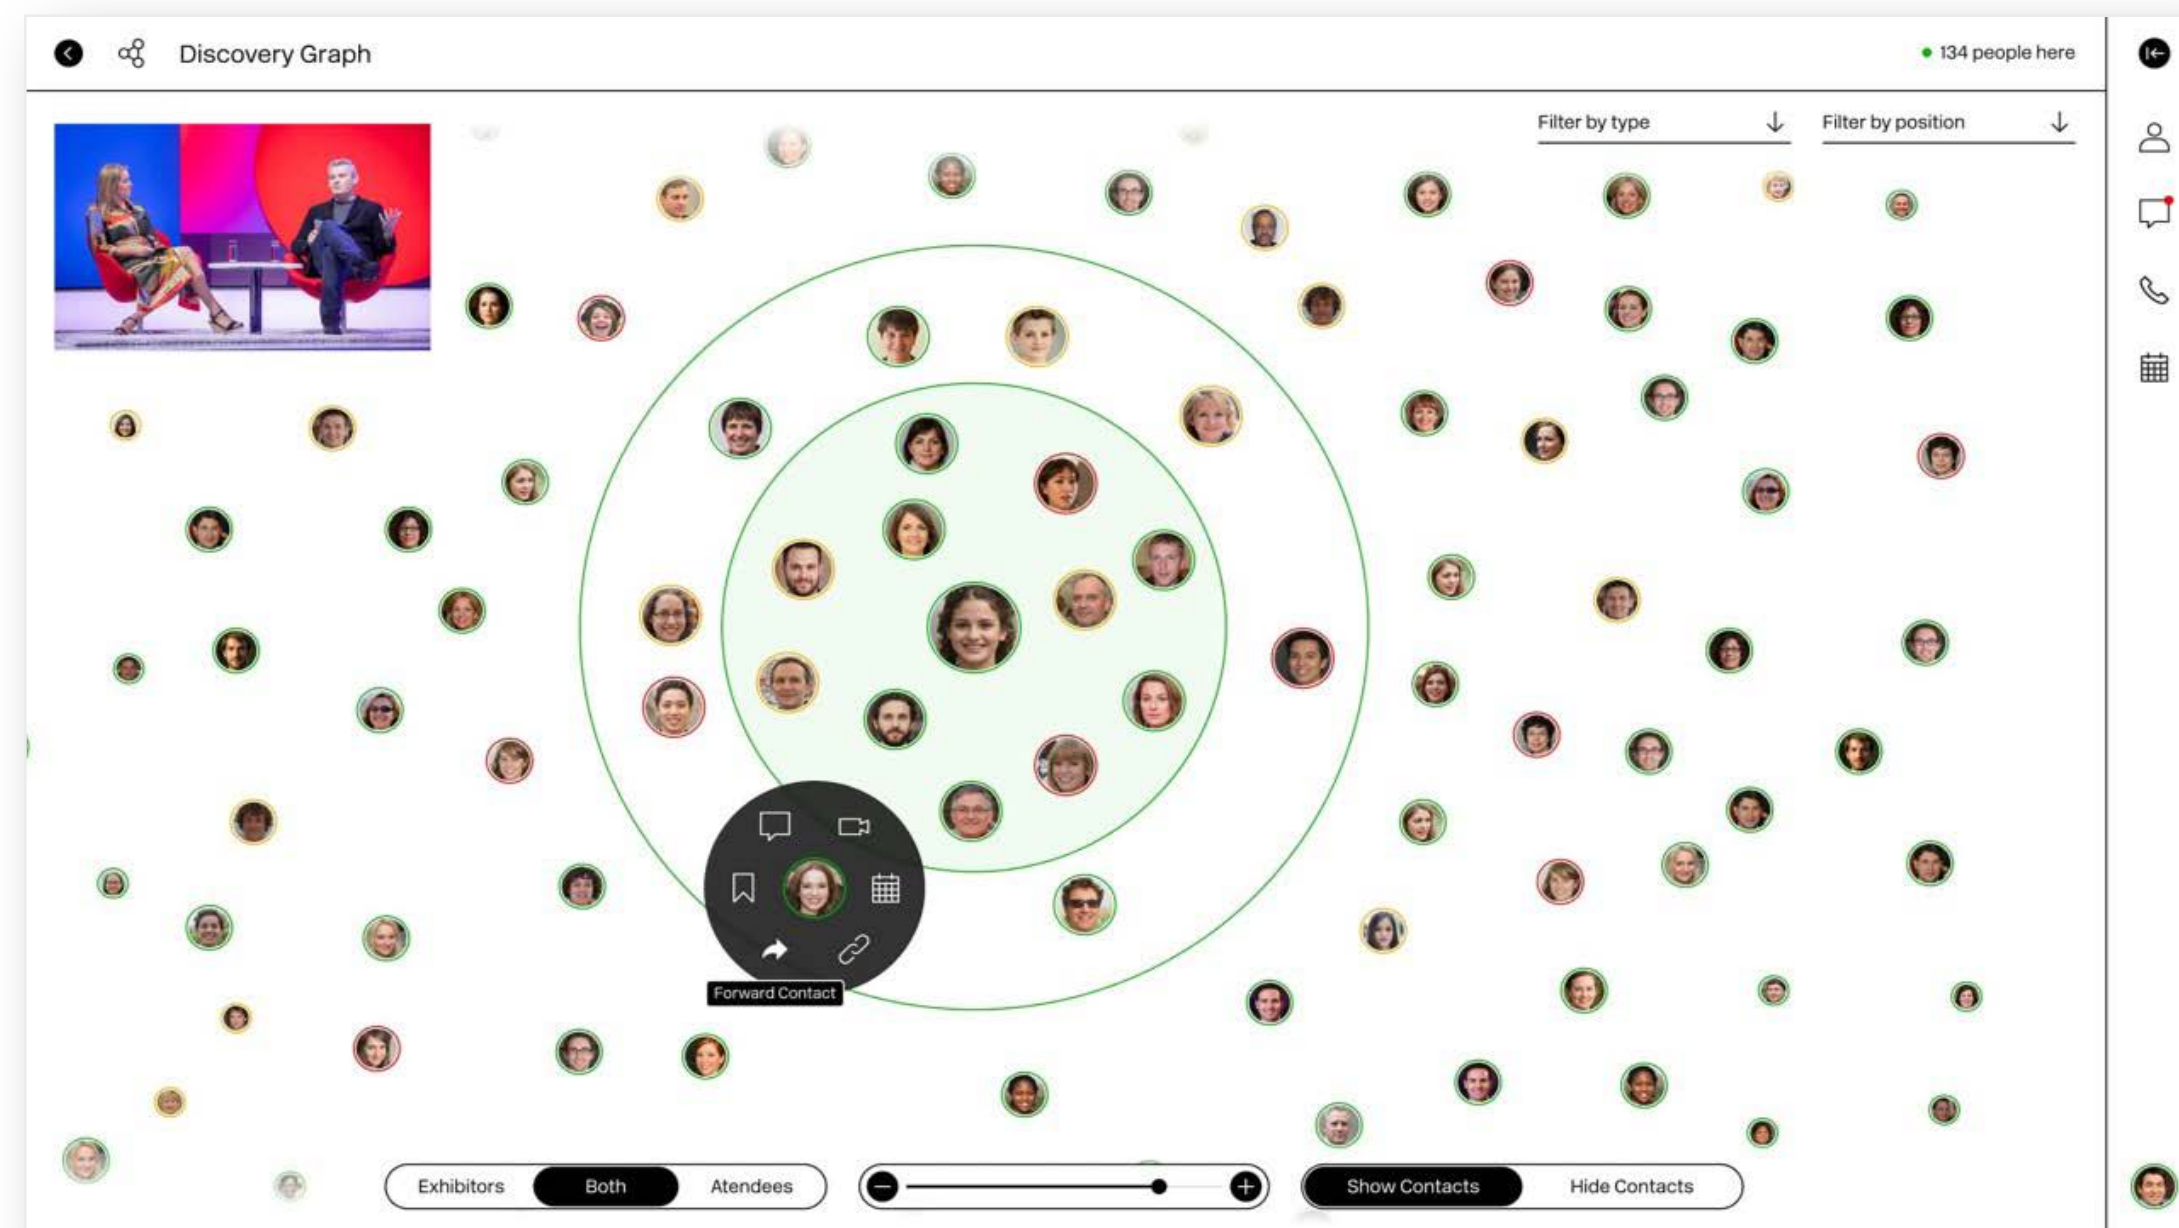 Discovery Graph
134 people here
Filter by type
Filter by position
Forward Contact
Exhibitors
Both
Atendees
Show Contacts
Hide Contacts